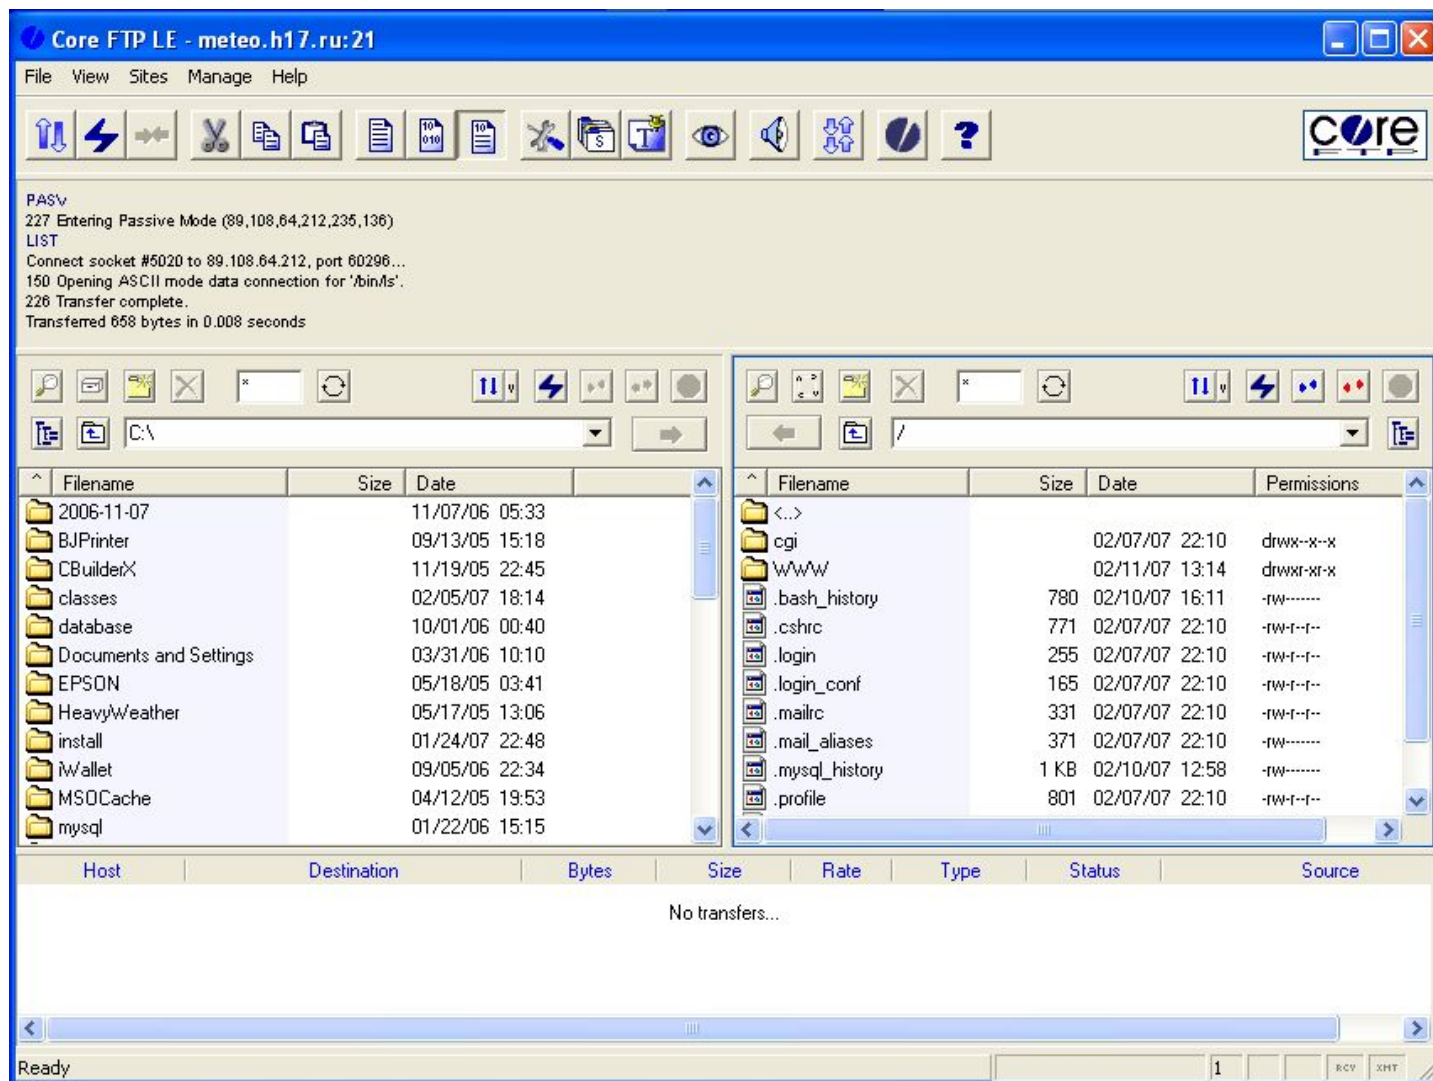 Core FTP LE - meteo.h17.ru:21
File View Sites Manage Help
core
PASV
227 Entering Passive Mode (89,108,64,212,235,136)
LIST
Connect socket #5020 to 89.108.64.212, port 60296...
150 Opening ASCII mode data connection for '/bin/ls'.
226 Transfer complete.
Transferred 658 bytes in 0.008 seconds
*
C:\
^ Filename Size Date
2006-11-07 11/07/06 05:33
BJPrinter 09/13/05 15:18
CBuilderX 11/19/05 22:45
classes 02/05/07 18:14
database 10/01/06 00:40
Documents and Settings 03/31/06 10:10
EPSON 05/18/05 03:41
HeavyWeather 05/17/05 13:06
install 01/24/07 22:48
iWallet 09/05/06 22:34
MSOCache 04/12/05 19:53
mysql 01/22/06 15:15
*
/
^ Filename Size Date Permissions
<..>
cgi 02/07/07 22:10 drwx--x--x
WWW 02/11/07 13:14 drwxr-xr-x
.bash_history 780 02/10/07 16:11 -rw-------
.cshrc 771 02/07/07 22:10 -rw-r--r--
.login 255 02/07/07 22:10 -rw-r--r--
.login_conf 165 02/07/07 22:10 -rw-r--r--
.mailrc 331 02/07/07 22:10 -rw-r--r--
.mail_aliases 371 02/07/07 22:10 -rw-------
.mysql_history 1 KB 02/10/07 12:58 -rw-------
.profile 801 02/07/07 22:10 -rw-r--r--
Host Destination Bytes Size Rate Type Status Source
No transfers...
Ready 1 RCV XMT